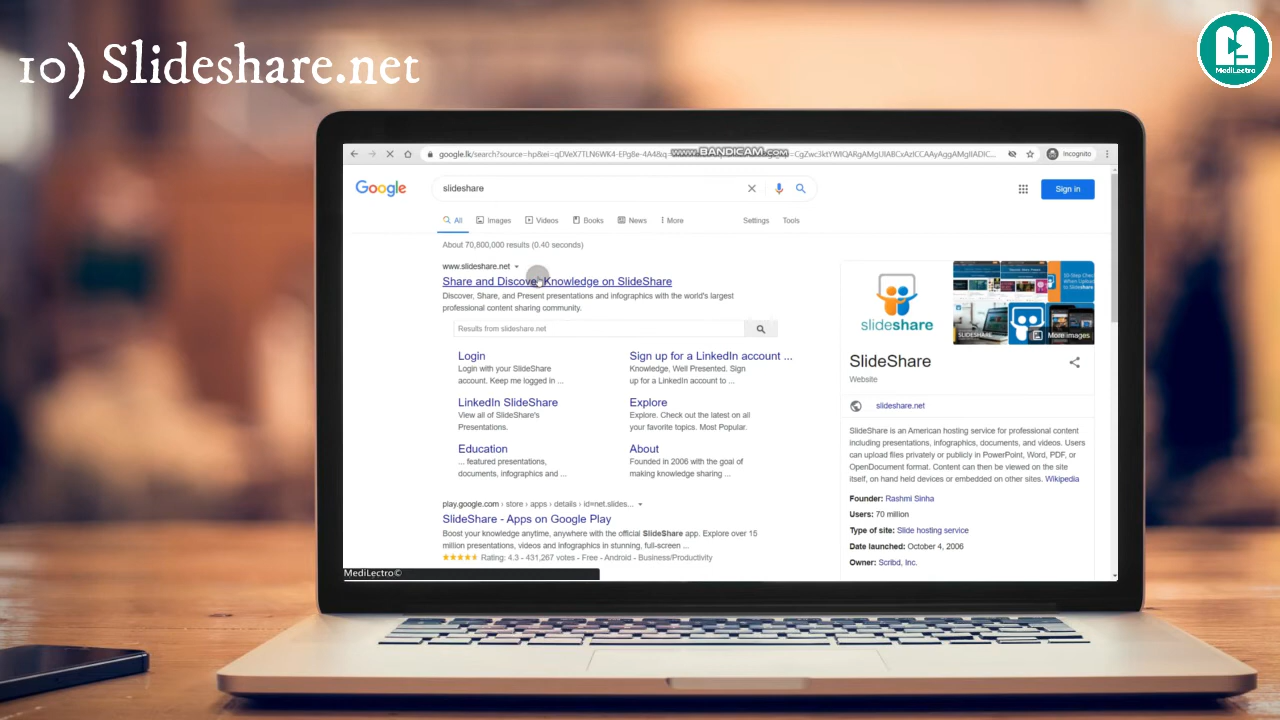 10) Slideshare.net
MediLectro
WWW.BANDICAM.COM
Incognito
Google
slideshare
Sign in
All
Images
Videos
Books
News
More
Settings
Tools
About 70,800,000 results (0.40 seconds)
www.slideshare.net
Share and Discover Knowledge on SlideShare
Discover, Share, and Present presentations and infographics with the world's largest
professional content sharing community.
Results from slideshare.net
Login
Login with your SlideShare
account. Keep me logged in ...
Sign up for a LinkedIn account ...
Knowledge, Well Presented. Sign
up for a LinkedIn account to ...
LinkedIn SlideShare
View all of SlideShare's
Presentations.
Explore
Explore. Check out the latest on all
your favorite topics. Most Popular.
Education
... featured presentations,
documents, infographics and ...
About
Founded in 2006 with the goal of
making knowledge sharing ...
play.google.com › store › apps › details › id=net.slides...
SlideShare - Apps on Google Play
Boost your knowledge anytime, anywhere with the official SlideShare app. Explore over 15
million presentations, videos and infographics in stunning, full-screen ...
Rating: 4.3 - 431,267 votes - Free - Android - Business/Productivity
MediLectro©
slideshare
SLIDESHARE
More images
SlideShare
Website
slideshare.net
SlideShare is an American hosting service for professional content
including presentations, infographics, documents, and videos. Users
can upload files privately or publicly in PowerPoint, Word, PDF, or
OpenDocument format. Content can then be viewed on the site
itself, on hand held devices or embedded on other sites. Wikipedia
Founder: Rashmi Sinha
Users: 70 million
Type of site: Slide hosting service
Date launched: October 4, 2006
Owner: Scribd, Inc.